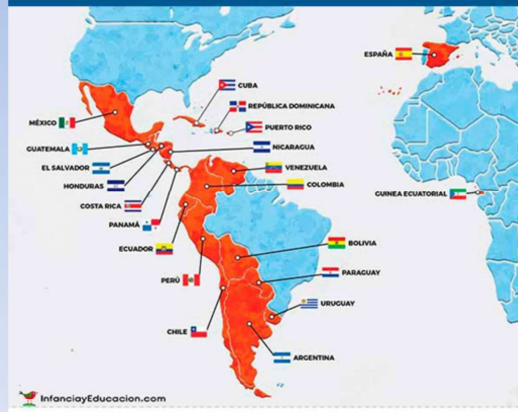 ESPAÑA
CUBA
REPÚBLICA DOMINICANA
MÉXICO
PUERTO RICO
GUATEMALA
NICARAGUA
EL SALVADOR
VENEZUELA
HONDURAS
COLOMBIA
GUINEA ECUATORIAL
COSTA RICA
PANAMÁ
ECUADOR
BOLIVIA
PARAGUAY
PERÚ
URUGUAY
CHILE
ARGENTINA
InfanciayEducacion.com